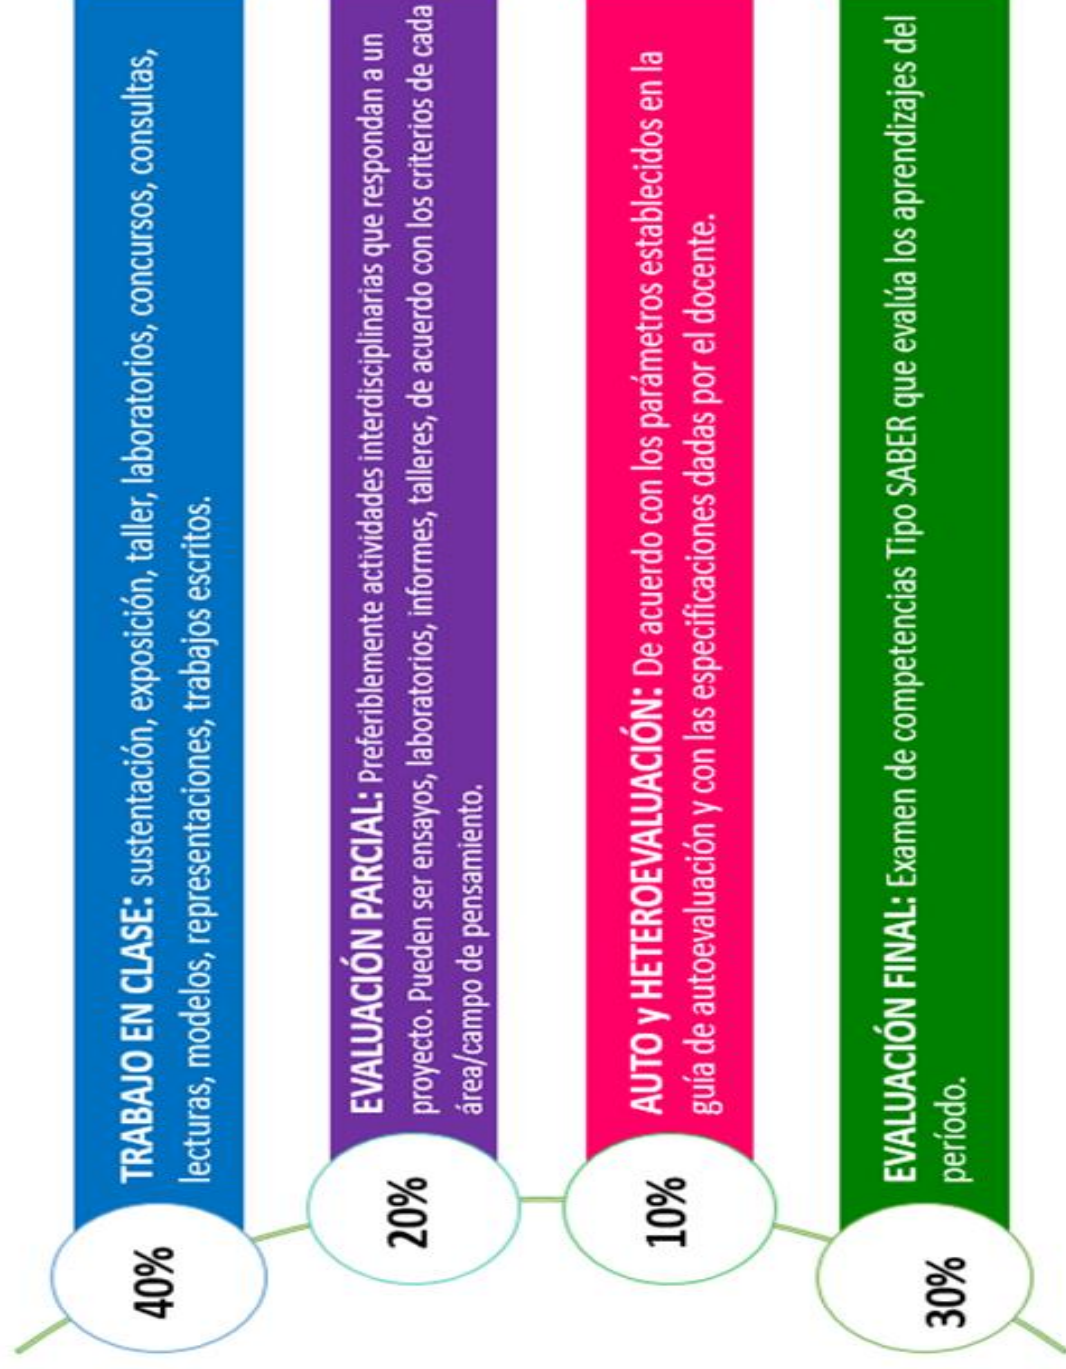 40%
TRABAJO EN CLASE: sustentación, exposición, taller, laboratorios, concursos, consultas,
lecturas, modelos, representaciones, trabajos escritos.
20%
EVALUACIÓN PARCIAL: Preferiblemente actividades interdisciplinarias que respondan a un
proyecto. Pueden ser ensayos, laboratorios, informes, talleres, de acuerdo con los criterios de cada
área/campo de pensamiento.
10%
AUTO y HETEROEVALUACIÓN: De acuerdo con los parámetros establecidos en la
guía de autoevaluación y con las especificaciones dadas por el docente.
30%
EVALUACIÓN FINAL: Examen de competencias Tipo SABER que evalúa los aprendizajes del
período.